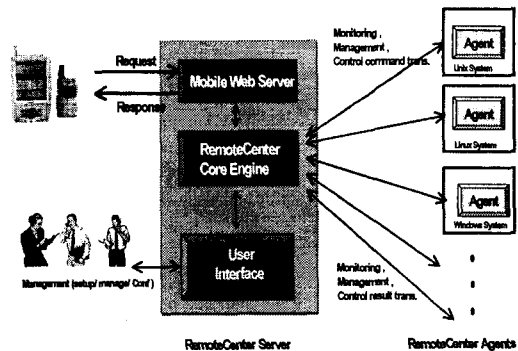 Request
Response
Mobile Web Server
RemoteCenter
Core Engine
User
Interface
Management (setup/ manage/ Conf )
RemoteCenter Server
Monitoring ,
Management ,
Control command trans.
Agent
Unix System
Agent
Linux System
Agent
Windows System
Monitoring ,
Management ,
Control result trans.
RemoteCenter Agents